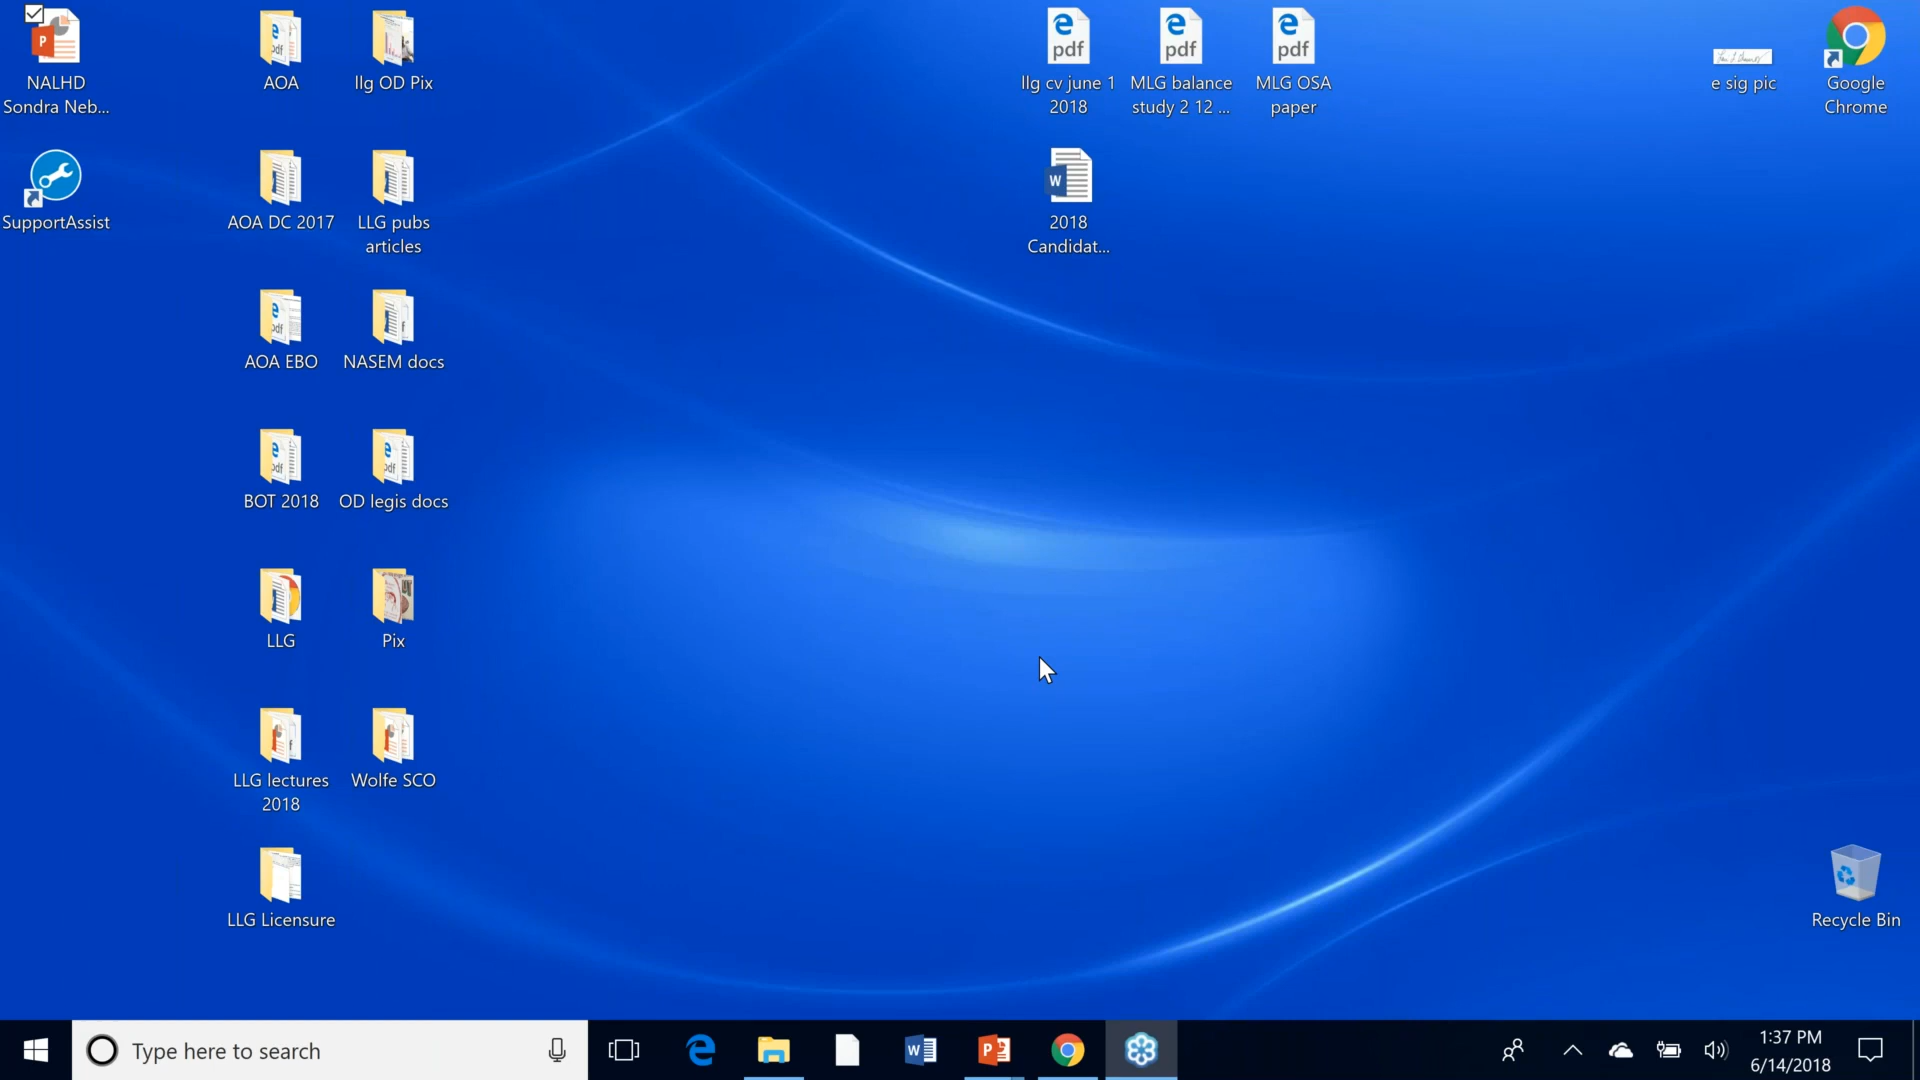 NALHD
Sondra Neb...
AOA
llg OD Pix
llg cv june 1
2018
MLG balance
study 2 12 ...
MLG OSA
paper
e sig pic
Google
Chrome
SupportAssist
AOA DC 2017
LLG pubs
articles
2018
Candidat...
AOA EBO
NASEM docs
BOT 2018
OD legis docs
LLG
Pix
LLG lectures
2018
Wolfe SCO
LLG Licensure
Recycle Bin
Type here to search
1:37 PM
6/14/2018